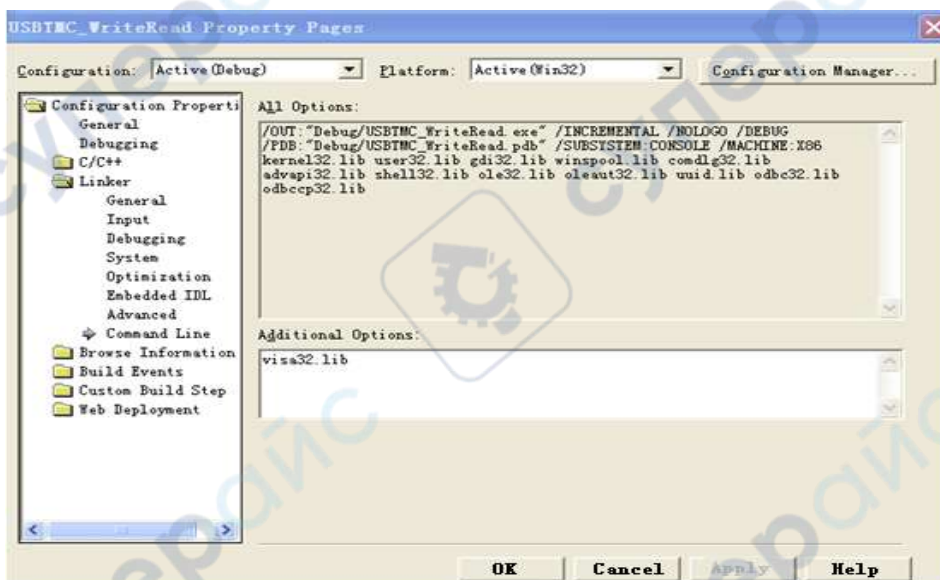 USBTMC_WriteRead Property Pages
Configuration: Active(Debug) Platform: Active(Win32) Configuration Manager...
Configuration Properti
General
Debugging
C/C++
Linker
General
Input
Debugging
System
Optimization
Embedded IDL
Advanced
Command Line
Browse Information
Build Events
Custom Build Step
Web Deployment
All Options:
/OUT:"Debug/USBTMC_WriteRead.exe" /INCREMENTAL /NOLOGO /DEBUG
/PDB:"Debug/USBTMC_WriteRead.pdb" /SUBSYSTEM:CONSOLE /MACHINE:X86
kernel32.lib user32.lib gdi32.lib winspool.lib comdlg32.lib
advapi32.lib shell32.lib ole32.lib oleaut32.lib uuid.lib odbc32.lib
odbccp32.lib
Additional Options:
visa32.lib
OK Cancel Apply Help
супер
супер
супер
айс